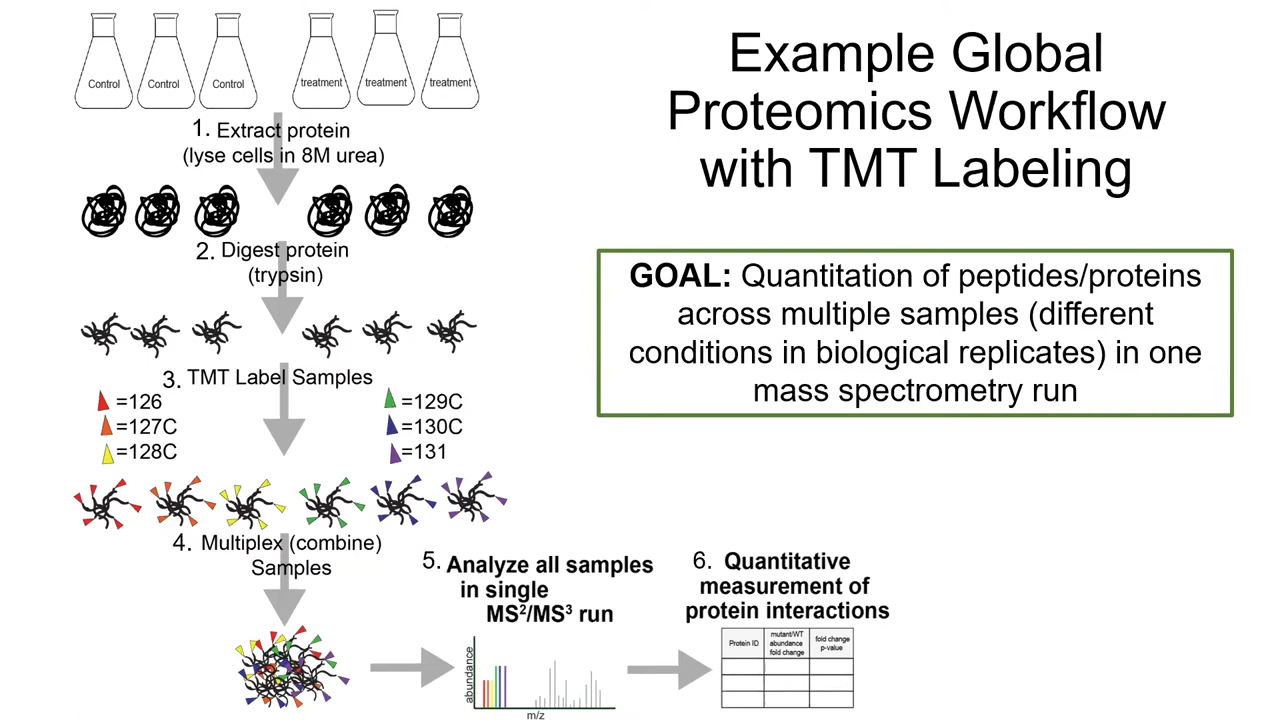 Example Global
Proteomics Workflow
with TMT Labeling
GOAL: Quantitation of peptides/proteins
across multiple samples (different
conditions in biological replicates) in one
mass spectrometry run
Control
Control
Control
treatment
treatment
treatment
1. Extract protein
(lyse cells in 8M urea)
2. Digest protein
(trypsin)
3. TMT Label Samples
=126
=127C
=128C
=129C
=130C
=131
4. Multiplex (combine)
Samples
5. Analyze all samples
in single
MS²/MS³ run
abundance
m/z
6. Quantitative
measurement of
protein interactions
Protein ID
mutant/WT
abundance
fold change
fold change
p-value